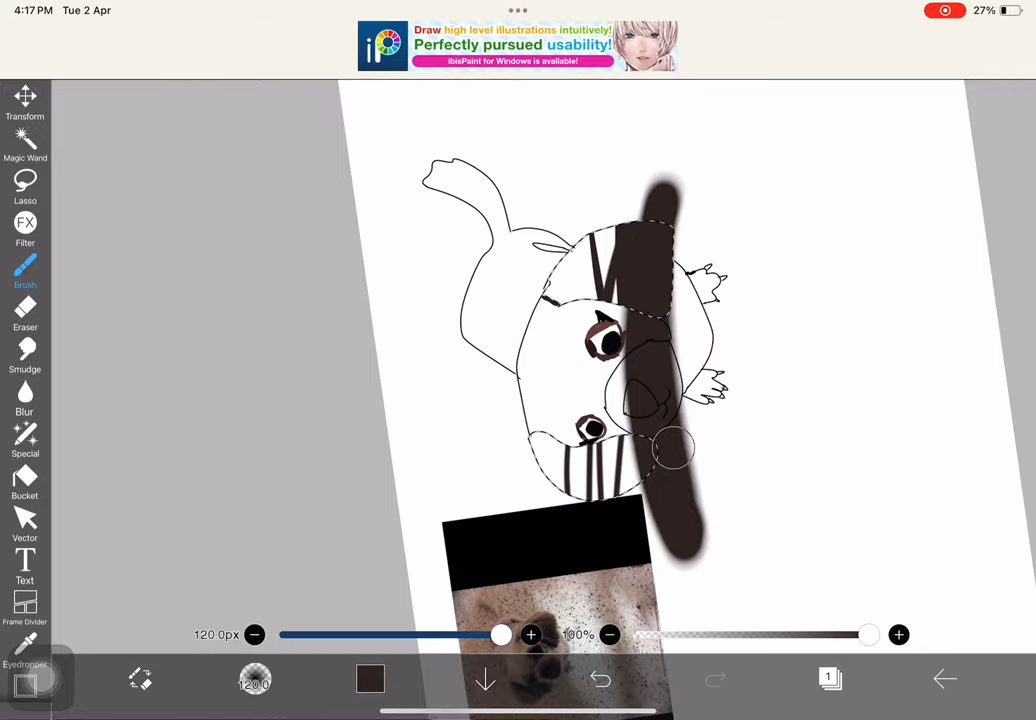 4:17 PM Tue 2 Apr
27%
iP
Draw high level illustrations intuitively!
Perfectly pursued usability!
ibisPaint for Windows is available!
Transform
Magic Wand
Lasso
FX
Filter
Brush
Eraser
Smudge
Blur
Special
Bucket
Vector
T
Text
Frame Divider
Eyedropper
120.0px
100%
120.0
1